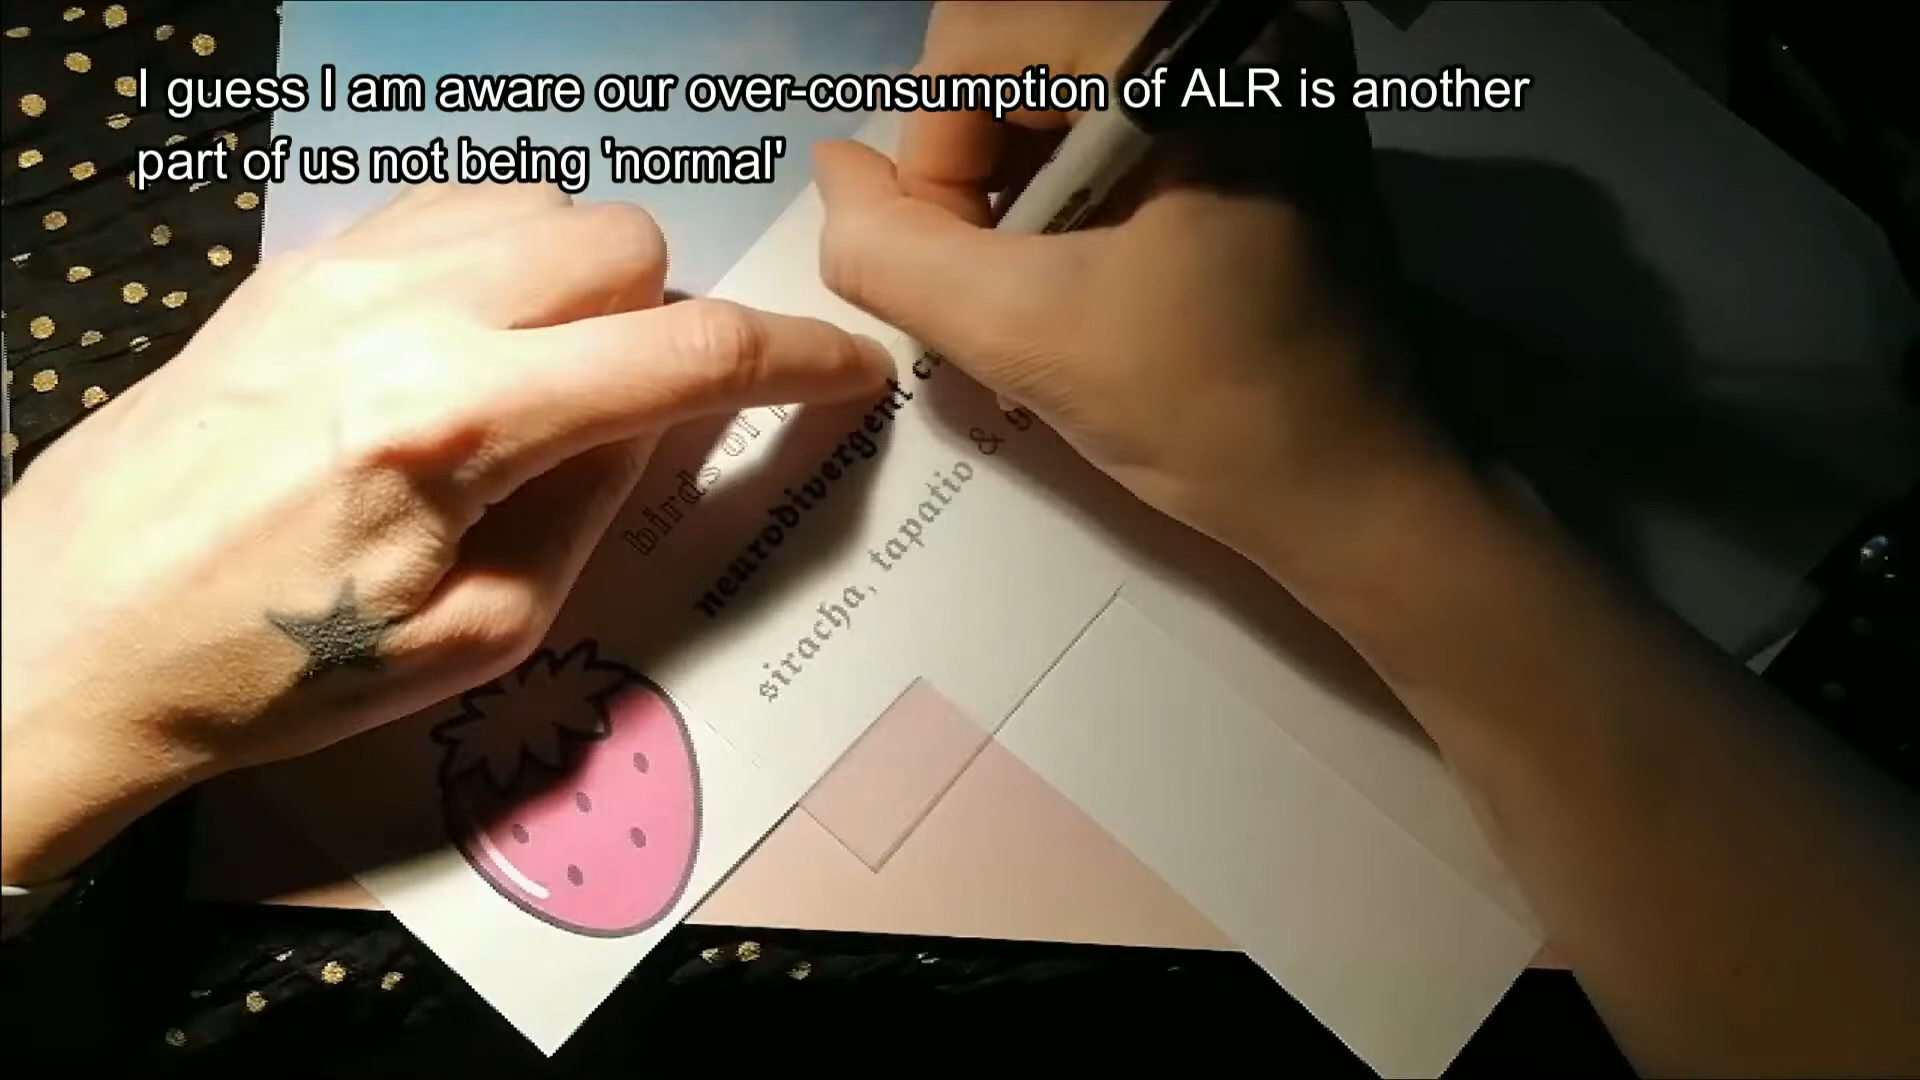 I guess I am aware our over-consumption of ALR is another
part of us not being 'normal'
birds of
neurodivergent
siracha, tapatio &